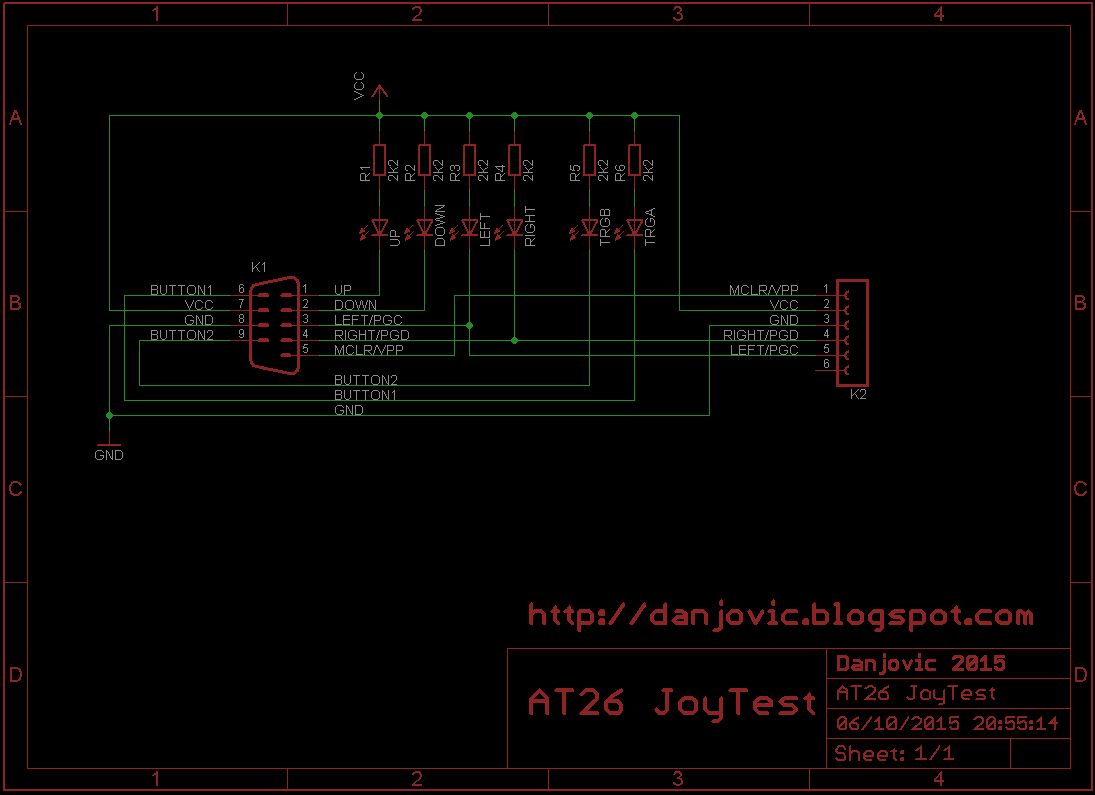 1 2 3 4
A A
VCC
R1 2k2 R2 2k2 R3 2k2 R4 2k2 R5 2k2 R6 2k2
UP DOWN LEFT RIGHT TRGB TRGA
K1
BUTTON1 6 1 UP MCLR/VPP 1
B VCC 7 2 DOWN VCC 2 B
GND 8 3 LEFT/PGC GND 3
BUTTON2 9 4 RIGHT/PGD RIGHT/PGD 4
5 MCLR/VPP LEFT/PGC 5
6
BUTTON2
BUTTON1 K2
GND
GND
C C
http://danjovic.blogspot.com
D D
AT26 JoyTest
Danjovic 2015
AT26 JoyTest
06/10/2015 20:55:14
Sheet: 1/1
1 2 3 4